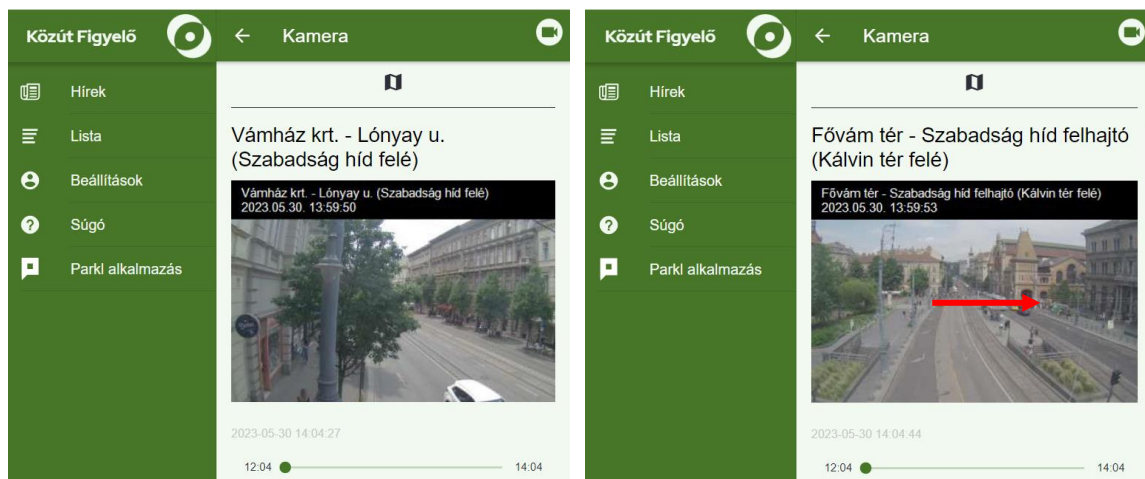 Közút Figyelő
Kamera
Hírek
Lista
Beállítások
Súgó
Parkl alkalmazás
Vámház krt. - Lónyay u.
(Szabadság híd felé)
Vámház krt. - Lónyay u. (Szabadság híd felé)
2023.05.30. 13:59:50
2023-05-30 14:04:27
12:04
14:04
Közút Figyelő
Kamera
Hírek
Lista
Beállítások
Súgó
Parkl alkalmazás
Fővám tér - Szabadság híd felhajtó
(Kálvin tér felé)
Fővám tér - Szabadság híd felhajtó (Kálvin tér felé)
2023.05.30. 13:59:53
2023-05-30 14:04:44
12:04
14:04